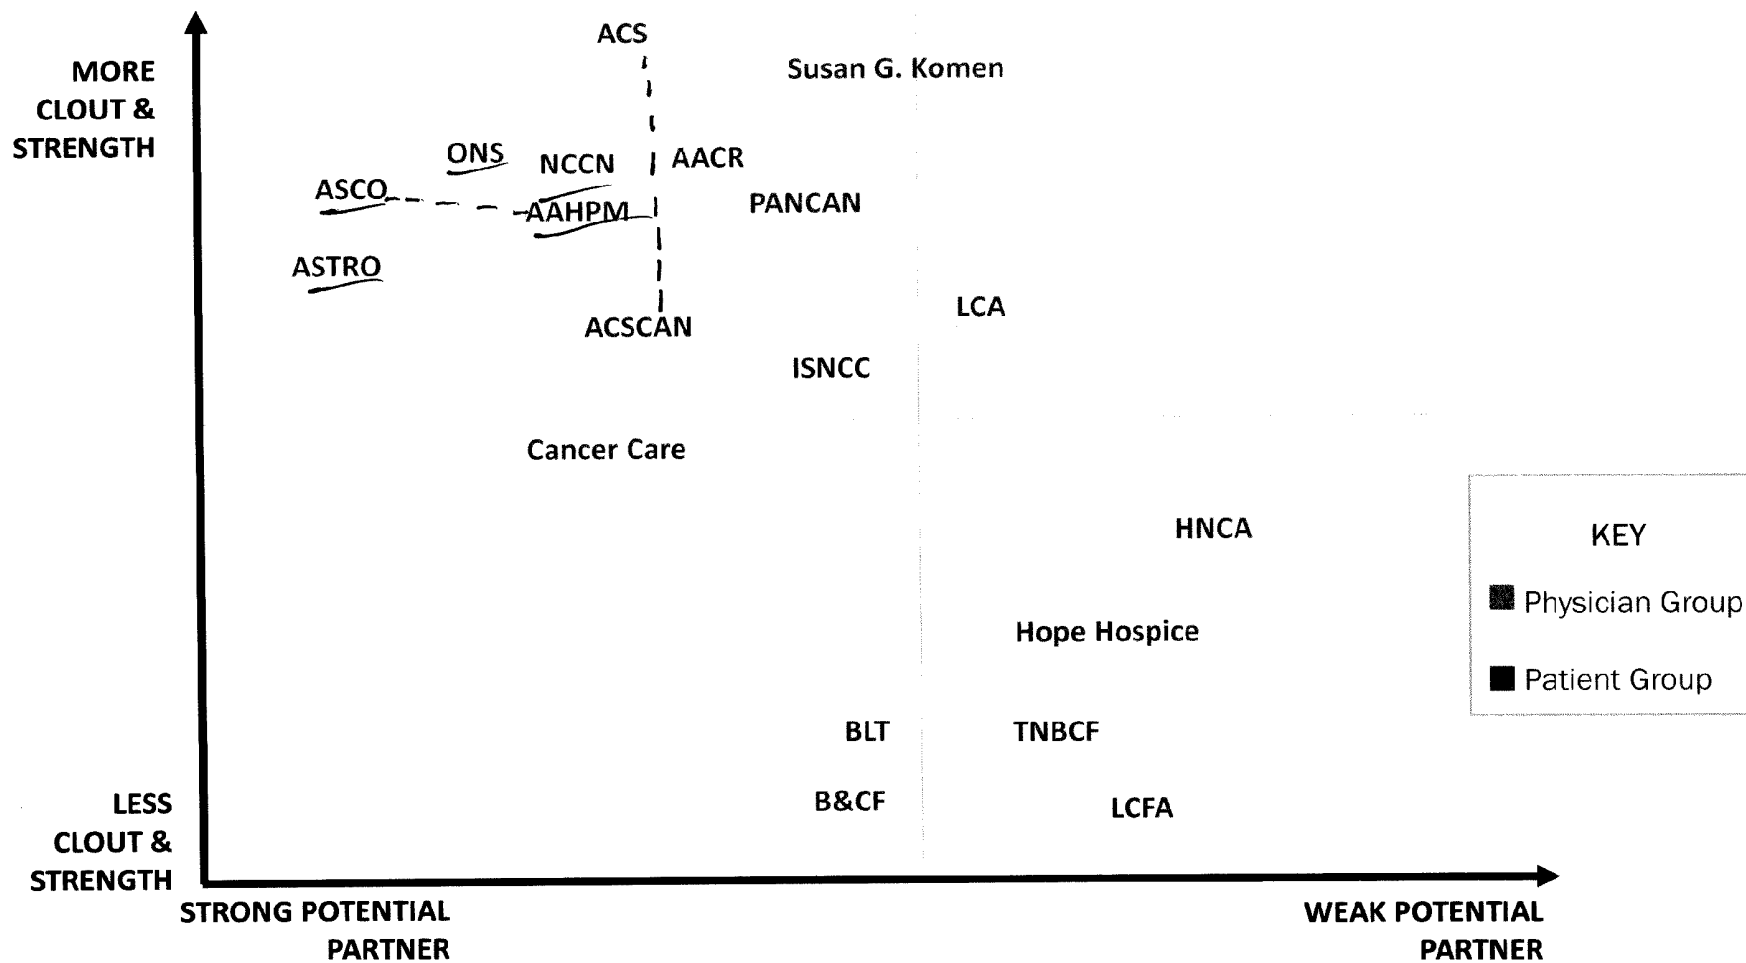 ACS
MORE
CLOUT &
STRENGTH
Susan G. Komen
ONS
NCCN
AACR
ASCO
AAHPM
PANCAN
ASTRO
ACSCAN
LCA
ISNCC
Cancer Care
HNCA
KEY
Physician Group
Hope Hospice
Patient Group
BLT
TNBCF
LESS
CLOUT &
STRENGTH
B&CF
LCFA
STRONG POTENTIAL
PARTNER
WEAK POTENTIAL
PARTNER